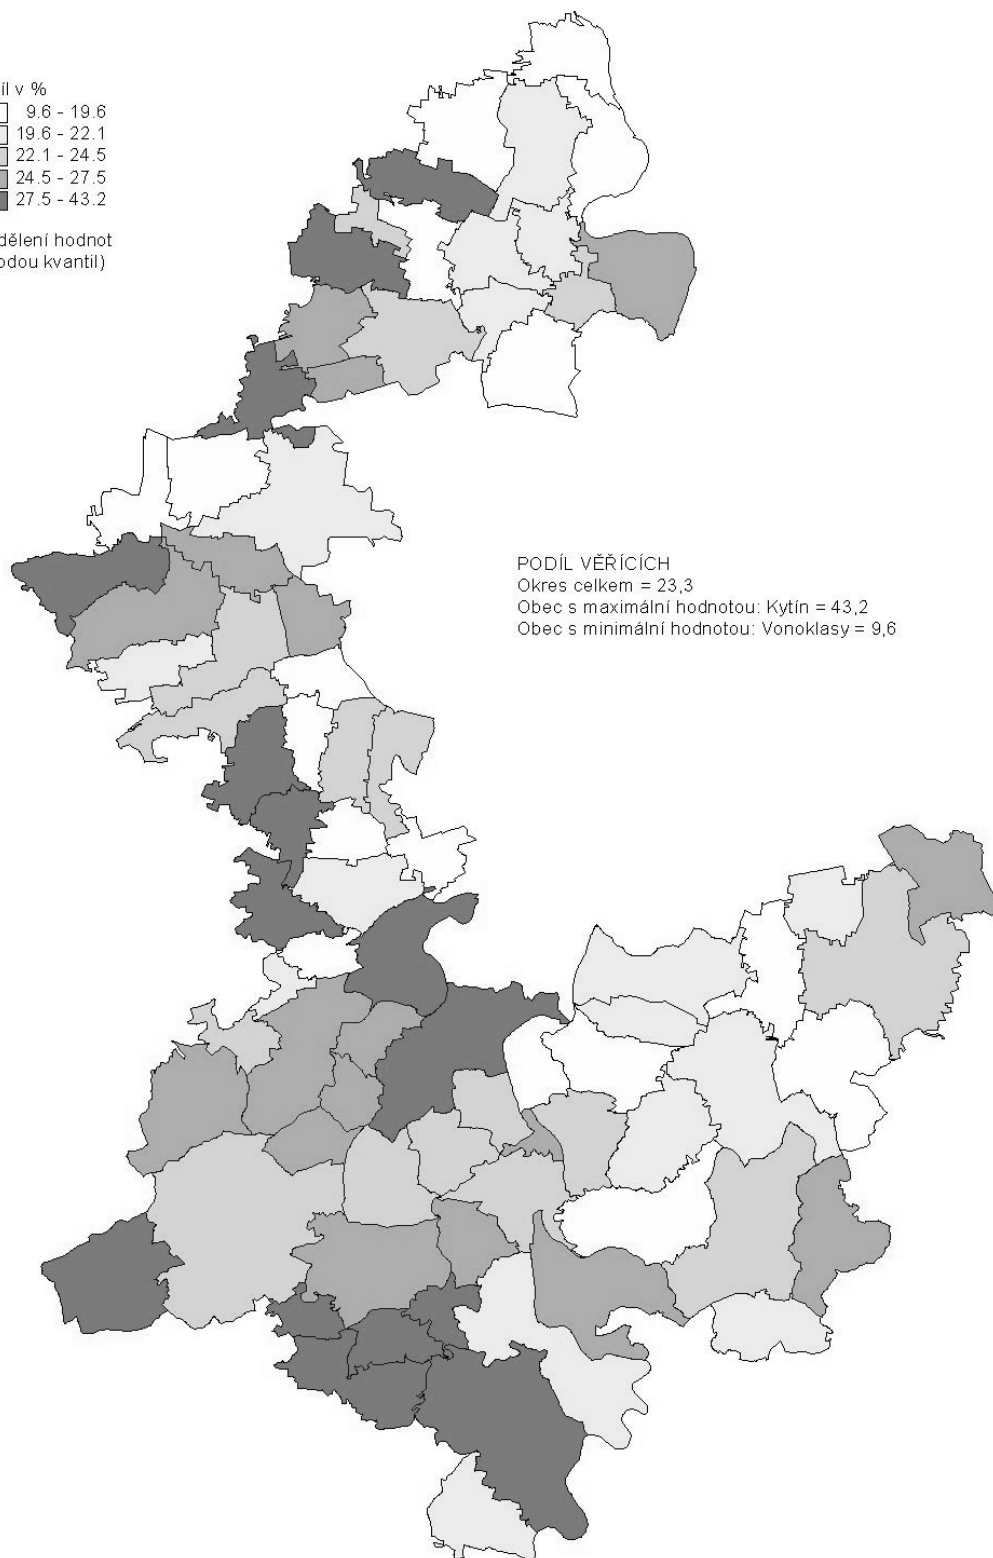 íl v %
9.6 - 19.6
19.6 - 22.1
22.1 - 24.5
24.5 - 27.5
27.5 - 43.2
dělení hodnot
odou kvantil)
PODÍL VĚŘÍCÍCH
Okres celkem = 23,3
Obec s maximální hodnotou: Kytín = 43,2
Obec s minimální hodnotou: Vonoklasy = 9,6